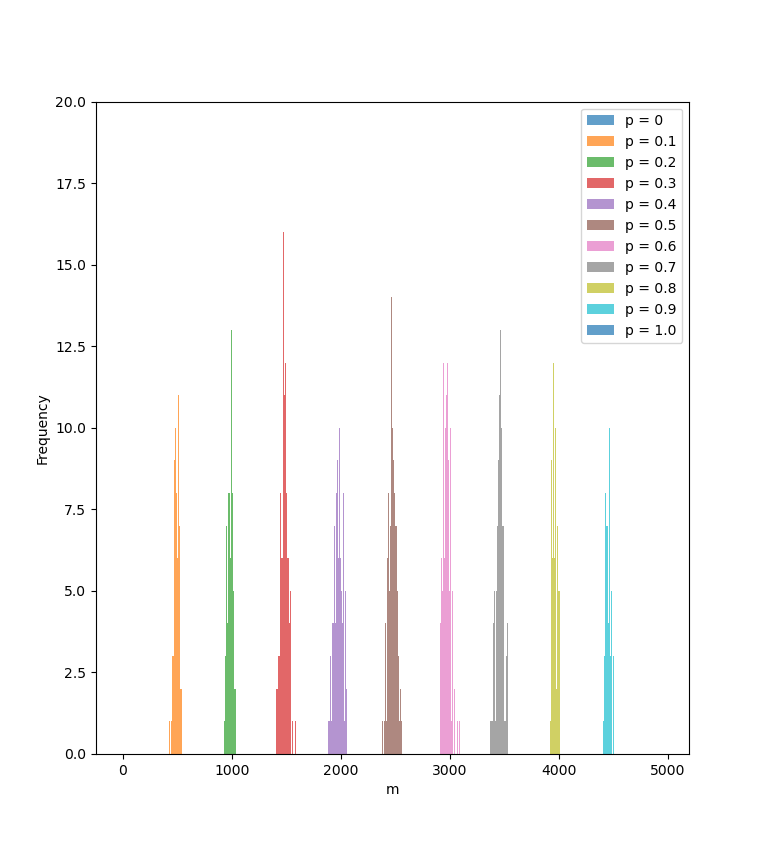 20.0
17.5
15.0
12.5
10.0
7.5
5.0
2.5
0.0
Frequency
0 1000 2000 3000 4000 5000
m
p = 0
p = 0.1
p = 0.2
p = 0.3
p = 0.4
p = 0.5
p = 0.6
p = 0.7
p = 0.8
p = 0.9
p = 1.0